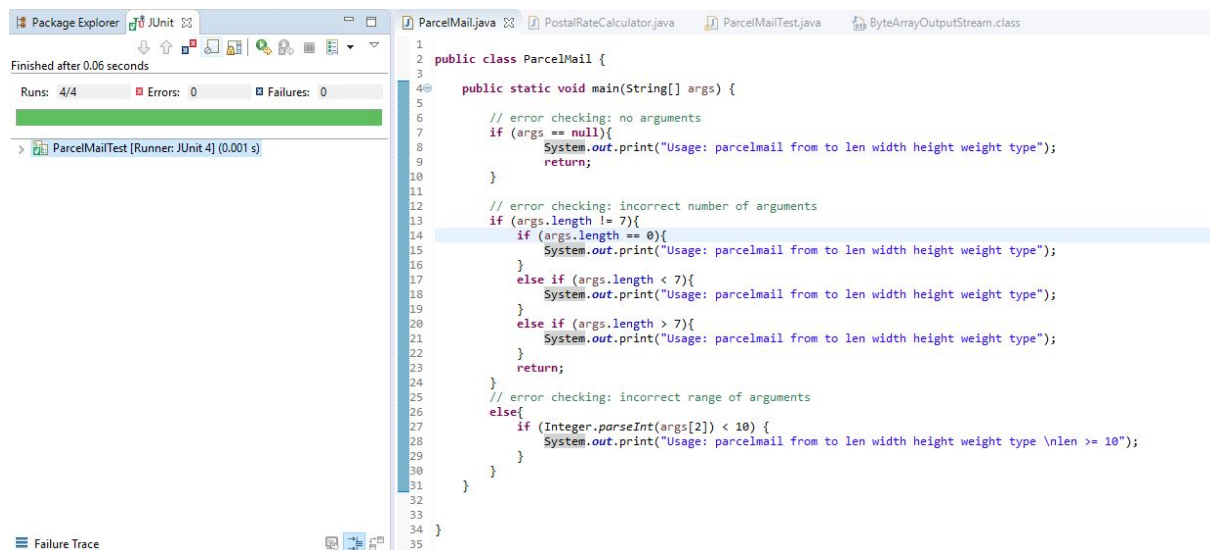 Package Explorer JUnit
Finished after 0.06 seconds
Runs: 4/4 Errors: 0 Failures: 0
ParcelMailTest [Runner: JUnit 4] (0.001 s)
Failure Trace
ParcelMail.java PostalRateCalculator.java ParcelMailTest.java ByteArrayOutputStream.class
1
2 public class ParcelMail {
3
4 public static void main(String[] args) {
5
6 // error checking: no arguments
7 if (args == null){
8 System.out.print("Usage: parcelmail from to len width height weight type");
9 return;
10 }
11
12 // error checking: incorrect number of arguments
13 if (args.length != 7){
14 if (args.length == 0){
15 System.out.print("Usage: parcelmail from to len width height weight type");
16 }
17 else if (args.length < 7){
18 System.out.print("Usage: parcelmail from to len width height weight type");
19 }
20 else if (args.length > 7){
21 System.out.print("Usage: parcelmail from to len width height weight type");
22 }
23 return;
24 }
25 // error checking: incorrect range of arguments
26 else{
27 if (Integer.parseInt(args[2]) < 10) {
28 System.out.print("Usage: parcelmail from to len width height weight type \nlen >= 10");
29 }
30 }
31 }
32
33
34 }
35